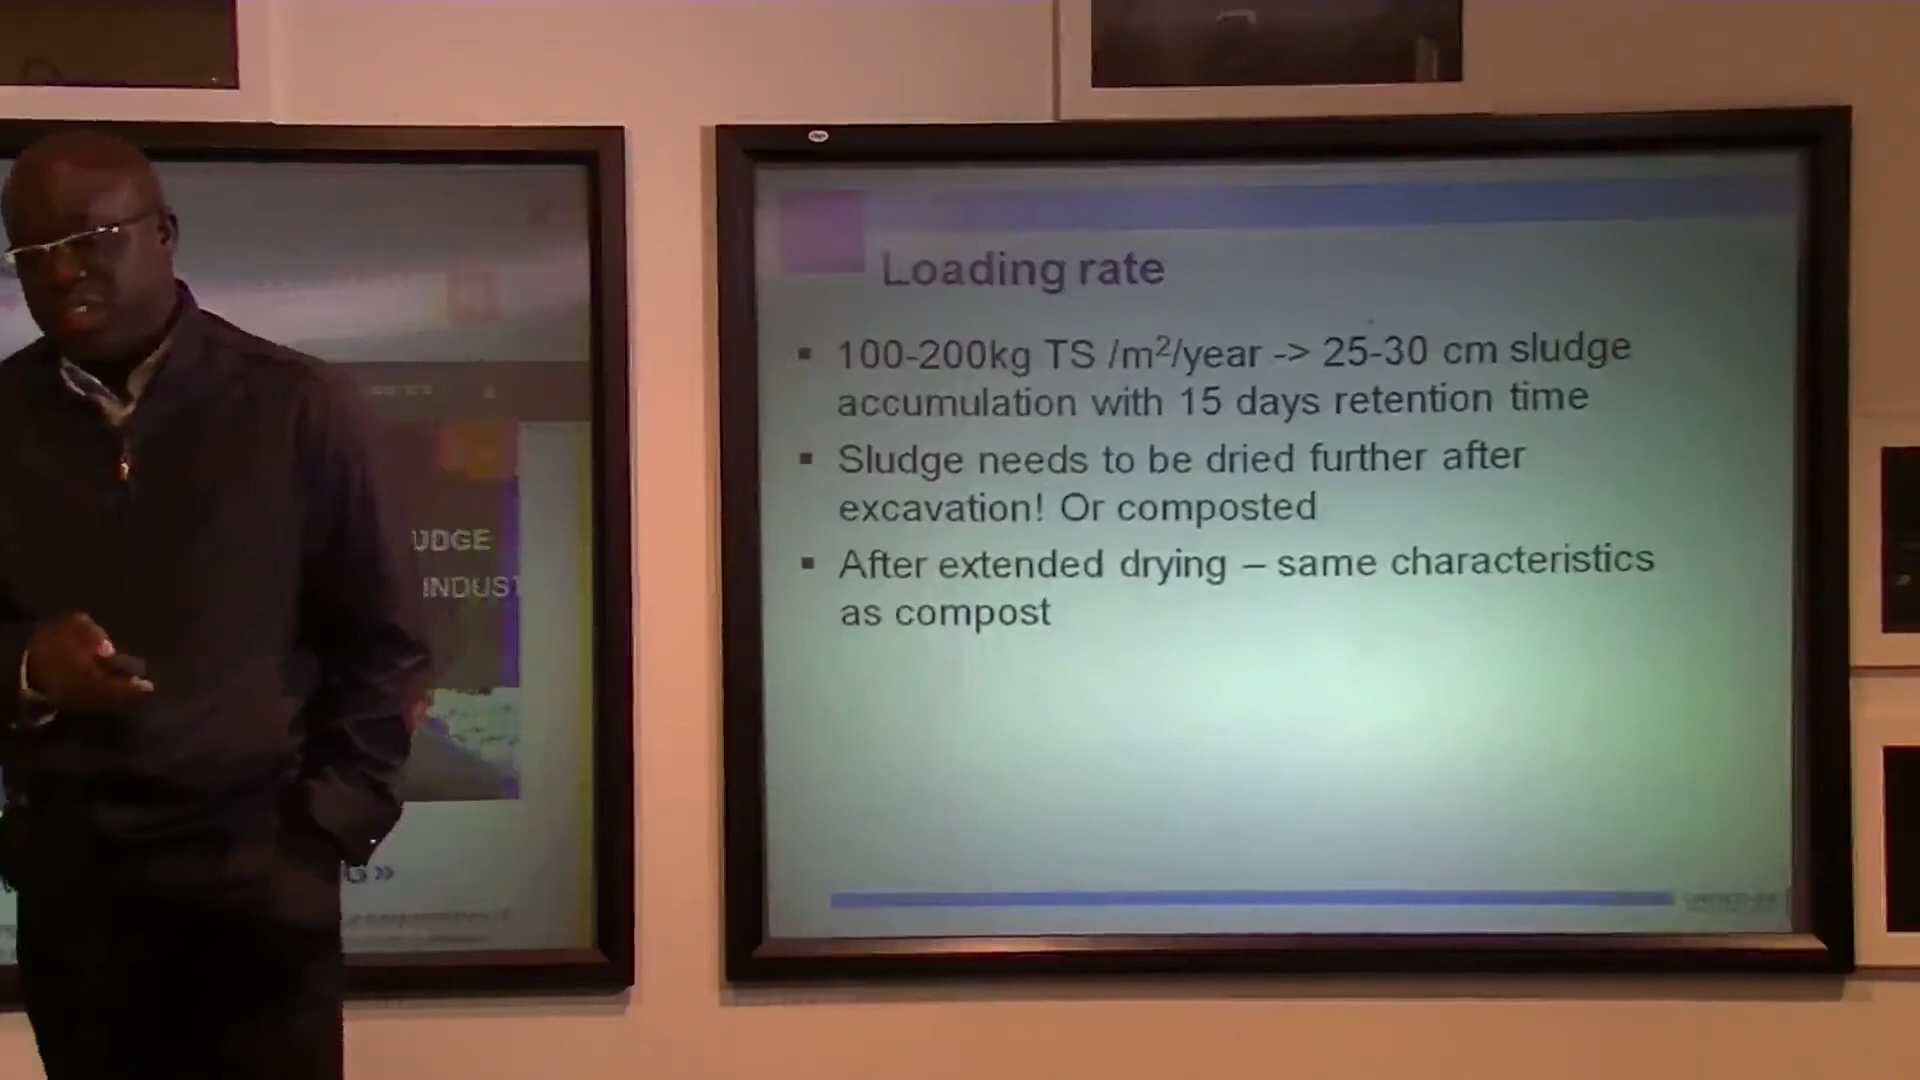 Loading rate
▪ 100-200kg TS /m²/year -> 25-30 cm sludge
accumulation with 15 days retention time
▪ Sludge needs to be dried further after
excavation! Or composted
▪ After extended drying – same characteristics
as compost
UDGE
INDUST
»